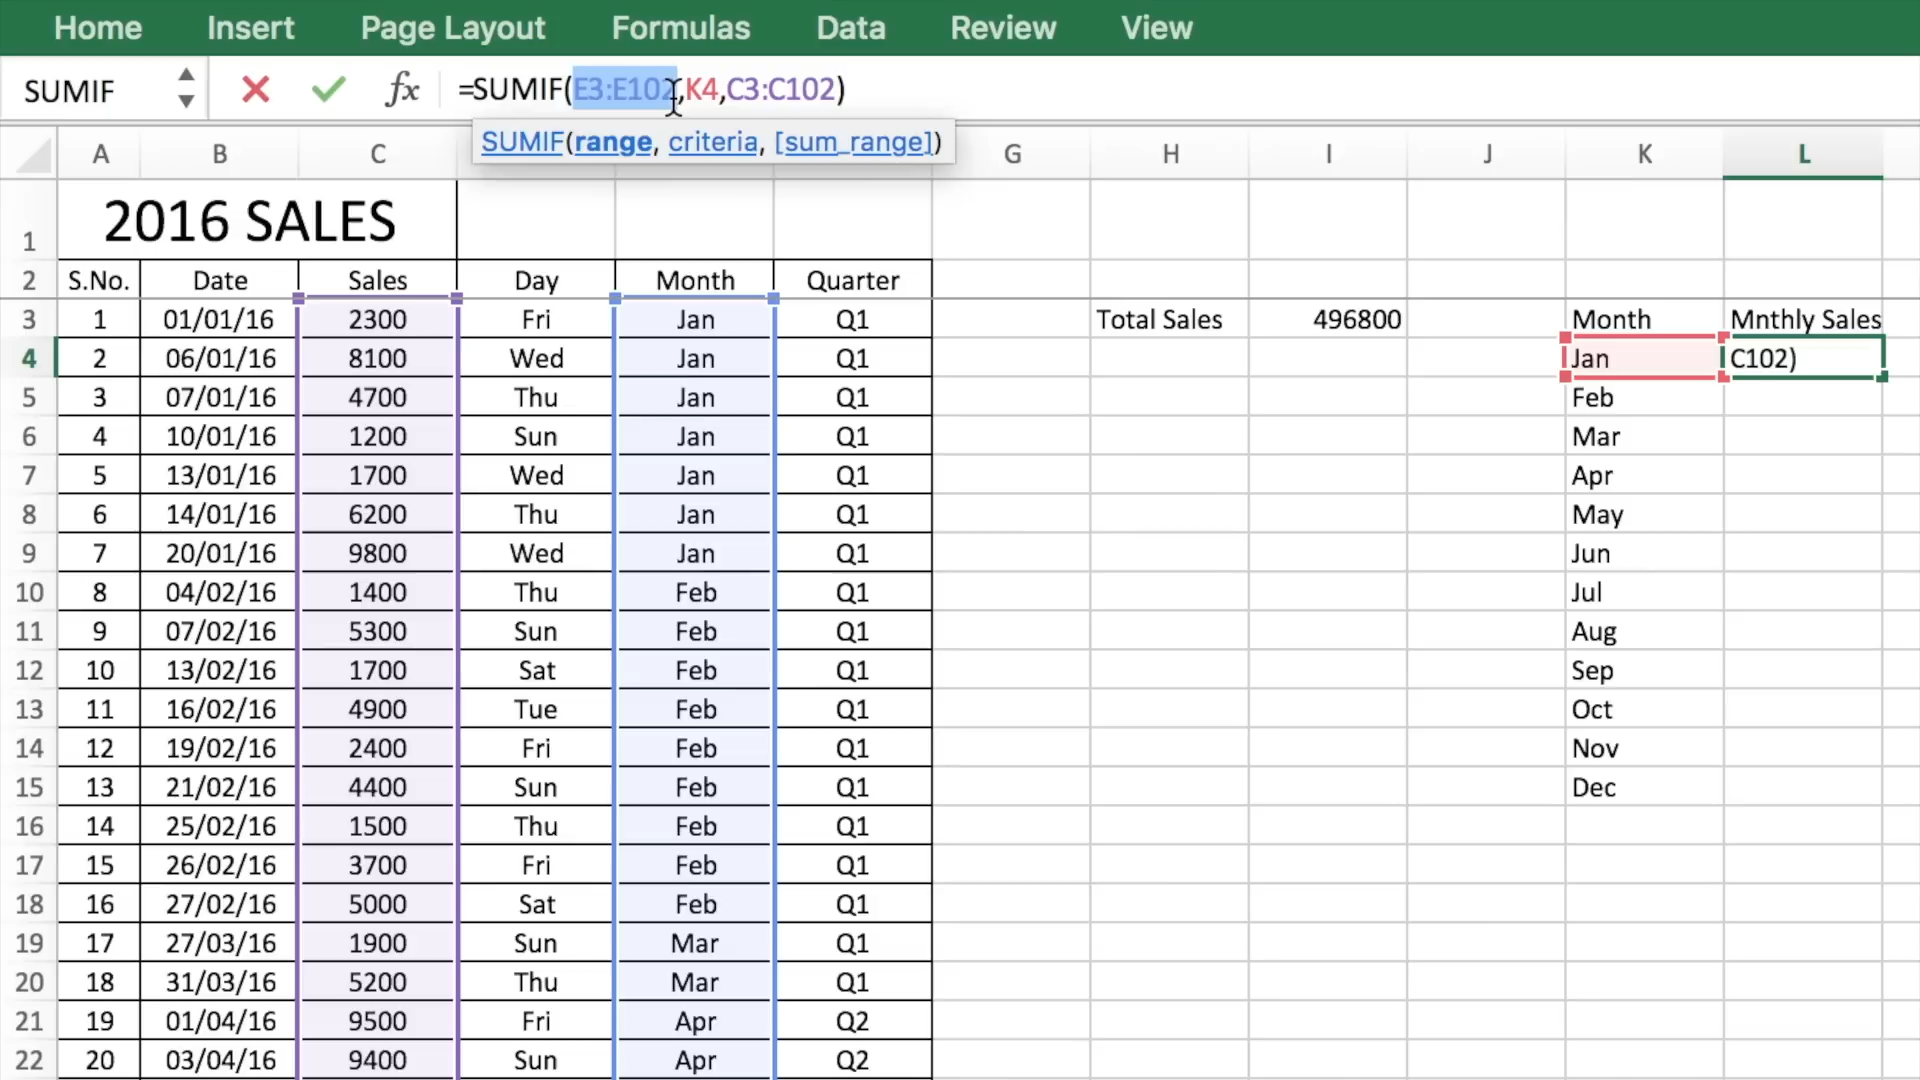 Home Insert Page Layout Formulas Data Review View
SUMIF fx =SUMIF(E3:E102,K4,C3:C102)
SUMIF(range, criteria, [sum_range])
A B C G H I J K L
1 2016 SALES
2 S.No. Date Sales Day Month Quarter
3 1 01/01/16 2300 Fri Jan Q1 Total Sales 496800 Month Mnthly Sales
4 2 06/01/16 8100 Wed Jan Q1 Jan C102)
5 3 07/01/16 4700 Thu Jan Q1 Feb
6 4 10/01/16 1200 Sun Jan Q1 Mar
7 5 13/01/16 1700 Wed Jan Q1 Apr
8 6 14/01/16 6200 Thu Jan Q1 May
9 7 20/01/16 9800 Wed Jan Q1 Jun
10 8 04/02/16 1400 Thu Feb Q1 Jul
11 9 07/02/16 5300 Sun Feb Q1 Aug
12 10 13/02/16 1700 Sat Feb Q1 Sep
13 11 16/02/16 4900 Tue Feb Q1 Oct
14 12 19/02/16 2400 Fri Feb Q1 Nov
15 13 21/02/16 4400 Sun Feb Q1 Dec
16 14 25/02/16 1500 Thu Feb Q1
17 15 26/02/16 3700 Fri Feb Q1
18 16 27/02/16 5000 Sat Feb Q1
19 17 27/03/16 1900 Sun Mar Q1
20 18 31/03/16 5200 Thu Mar Q1
21 19 01/04/16 9500 Fri Apr Q2
22 20 03/04/16 9400 Sun Apr Q2